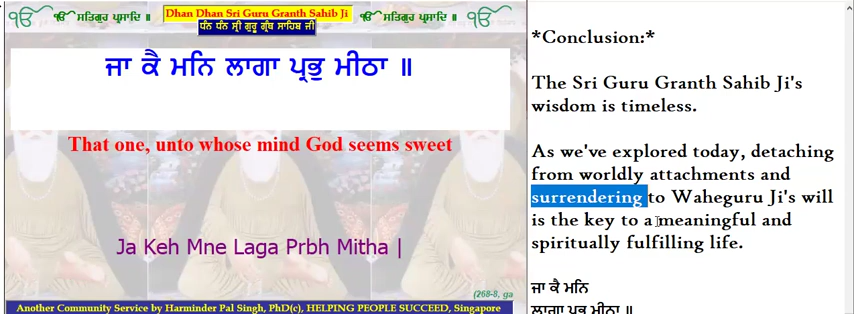 ੴ ਸਤਿਗੁਰ ਪ੍ਰਸਾਦਿ ॥
Dhan Dhan Sri Guru Granth Sahib Ji
ਧੰਨ ਧੰਨ ਸ੍ਰੀ ਗੁਰੂ ਗ੍ਰੰਥ ਸਾਹਿਬ ਜੀ
ੴ ਸਤਿਗੁਰ ਪ੍ਰਸਾਦਿ ॥
ਜਾ ਕੈ ਮਨਿ ਲਾਗਾ ਪ੍ਰਭੁ ਮੀਠਾ ॥
That one, unto whose mind God seems sweet
Ja Keh Mne Laga Prbh Mitha |
(268-8, ga
Another Community Service by Harminder Pal Singh, PhD(c), HELPING PEOPLE SUCCEED, Singapore
*Conclusion:*
The Sri Guru Granth Sahib Ji's
wisdom is timeless.
As we've explored today, detaching
from worldly attachments and
surrendering to Waheguru Ji's will
is the key to a meaningful and
spiritually fulfilling life.
ਜਾ ਕੈ ਮਨਿ
ਲਾਗਾ ਪ੍ਰਭੁ ਮੀਠਾ ॥